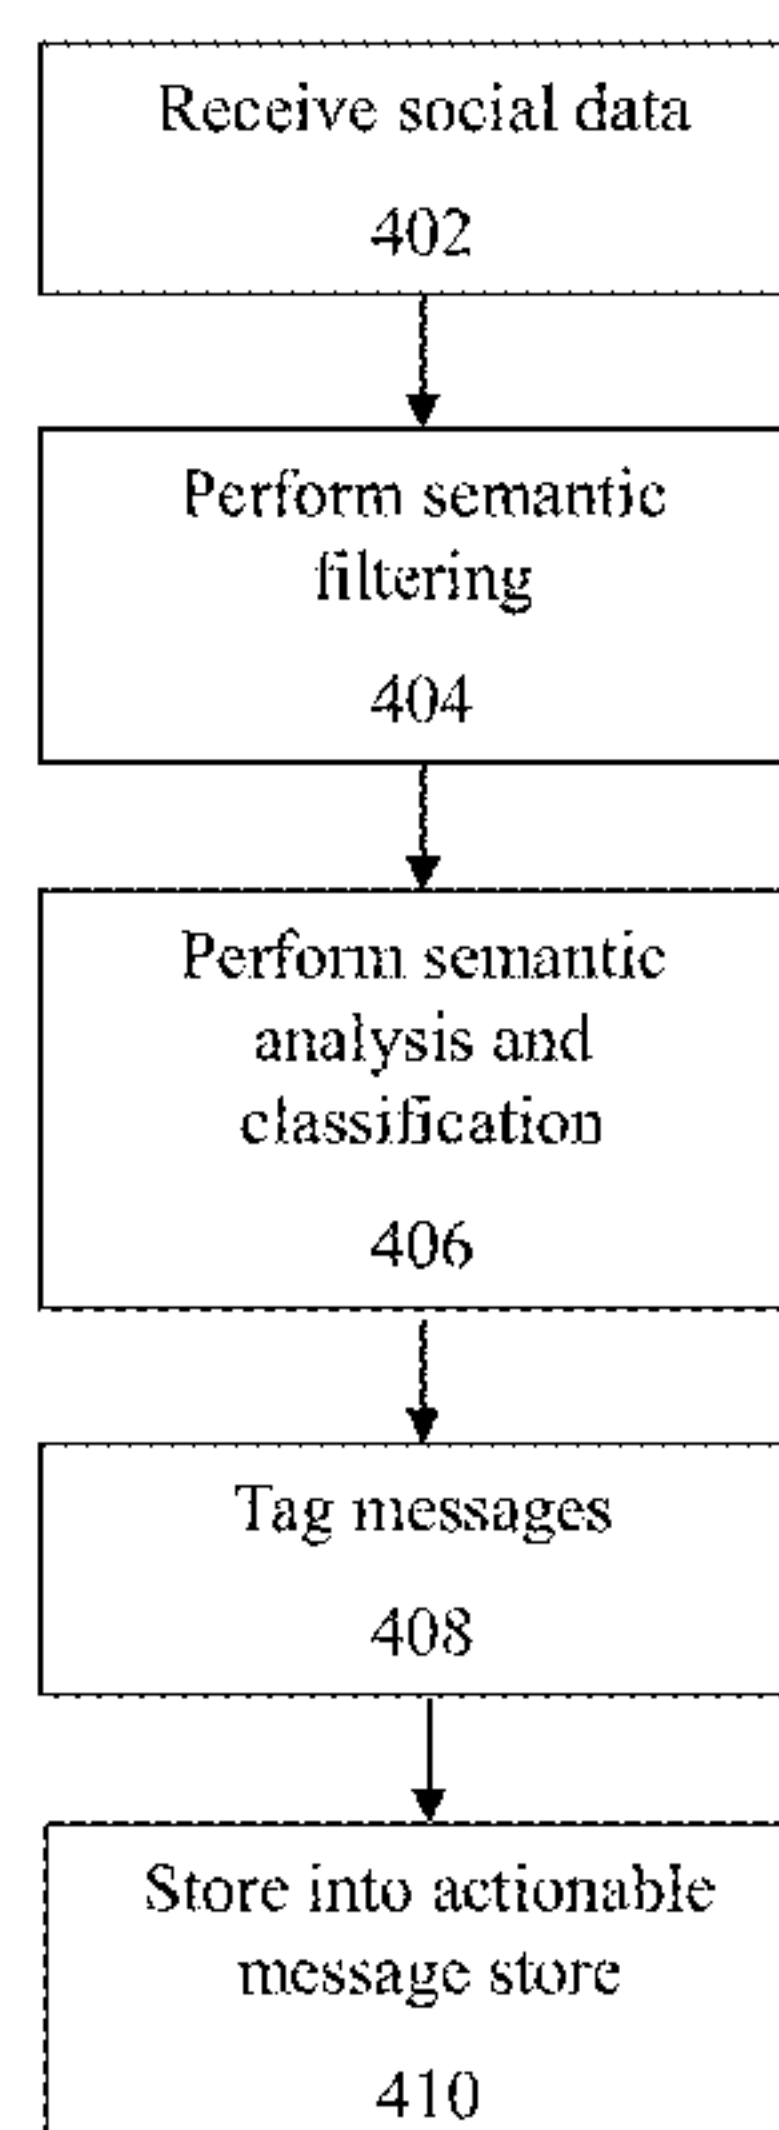 Receive social data
402
Perform semantic
filtering
404
Perform semantic
analysis and
classification
406
Tag messages
408
Store into actionable
message store
410